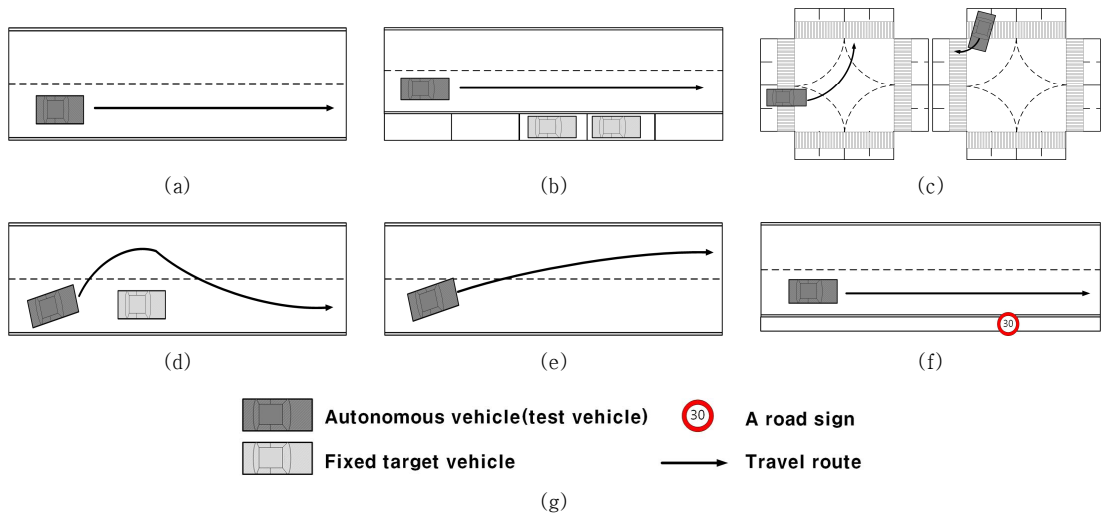 (a)
(b)
(c)
(d)
(e)
30
(f)
Autonomous vehicle(test vehicle)
30
A road sign
Fixed target vehicle
Travel route
(g)